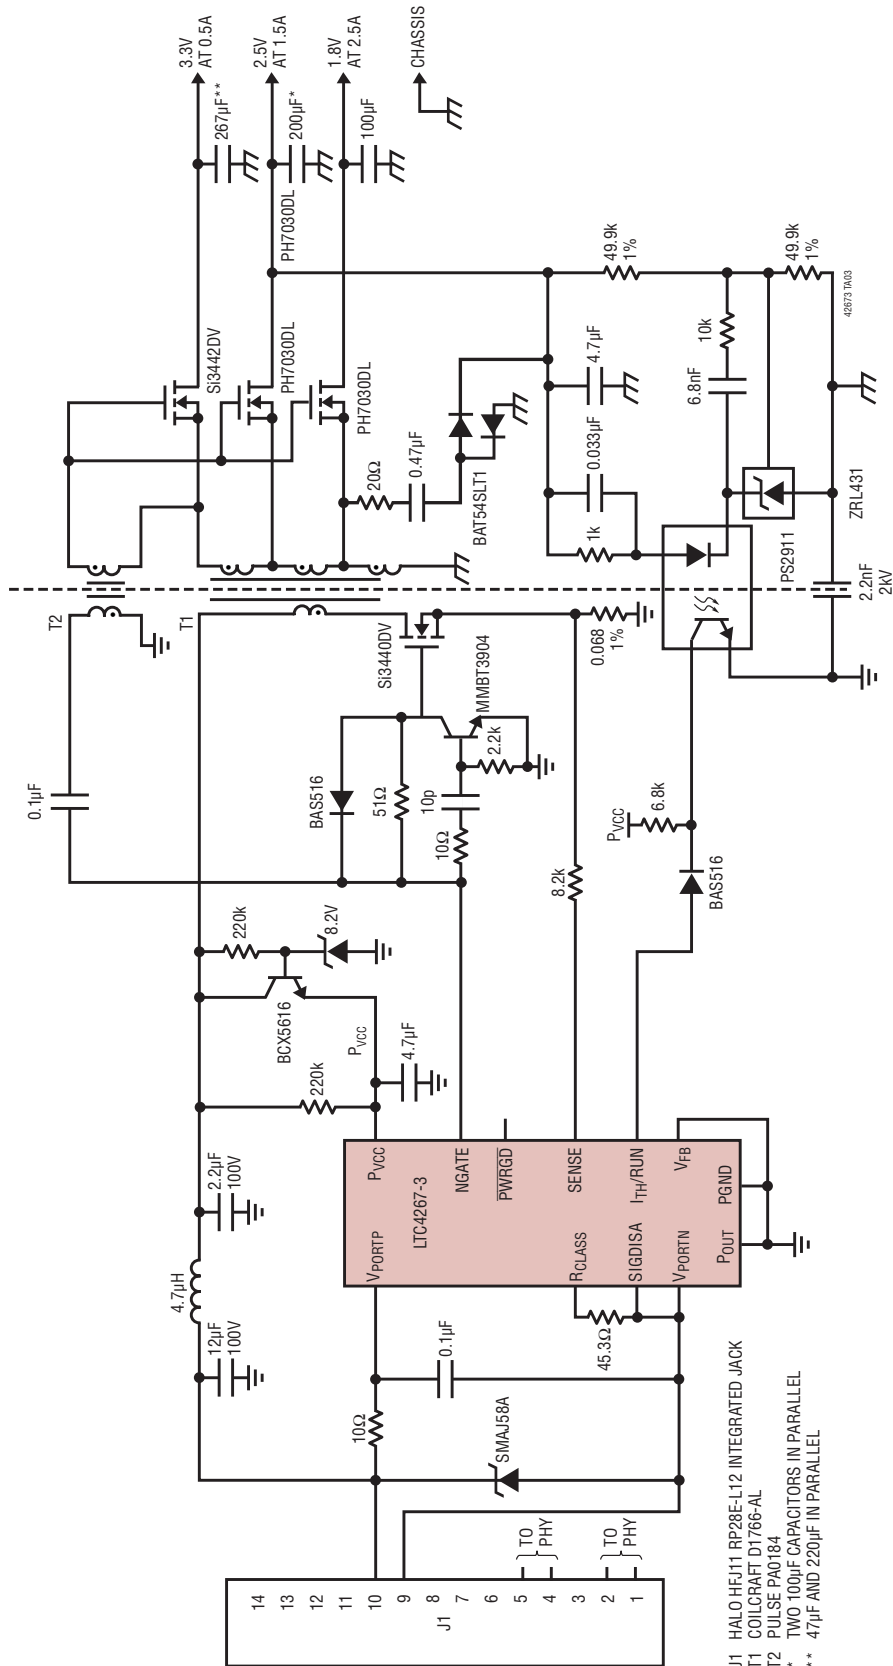 14
13
12
11
10
9
8
7
6
5
4
3
2
1
J1
TO
PHY
TO
PHY
12µF
100V
4.7µH
2.2µF
100V
10Ω
0.1µF
SMAJ58A
45.3Ω
LTC4267-3
VPORTP
RCLASS
SIGDISA
VPORTN
POUT
PGND
VFB
ITH/RUN
SENSE
PWRGD
NGATE
PVCC
220k
4.7µF
PVCC
BCX5616
220k
8.2V
0.1µF
BAS516
51Ω
10Ω
10p
2.2k
MMBT3904
8.2k
Si3440DV
0.068
1%
PVCC
6.8k
BAS516
T2
T1
Si3442DV
PH7030DL
PH7030DL
PH7030DL
20Ω
0.47µF
BAT54SLT1
3.3V
AT 0.5A
2.5V
AT 1.5A
1.8V
AT 2.5A
CHASSIS
267µF**
200µF*
100µF
1k
0.033µF
4.7µF
49.9k
1%
49.9k
1%
10k
6.8nF
PS2911
ZRL431
2.2nF
2kV
42673 TA03
J1 HALO HFJ11 RP28E-L12 INTEGRATED JACK
T1 COILCRAFT D1766-AL
T2 PULSE PA0184
* TWO 100µF CAPACITORS IN PARALLEL
** 47µF AND 220µF IN PARALLEL